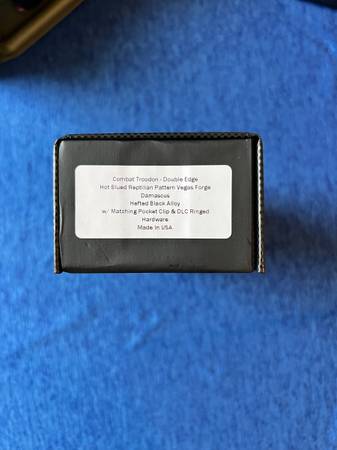 Combat Troodon - Double Edge
Hot Blued Reptilian Pattern Vegas Forge
Damascus
Hefted Black Alloy
w/ Matching Pocket Clip & DLC Ringed
Hardware
Made In USA